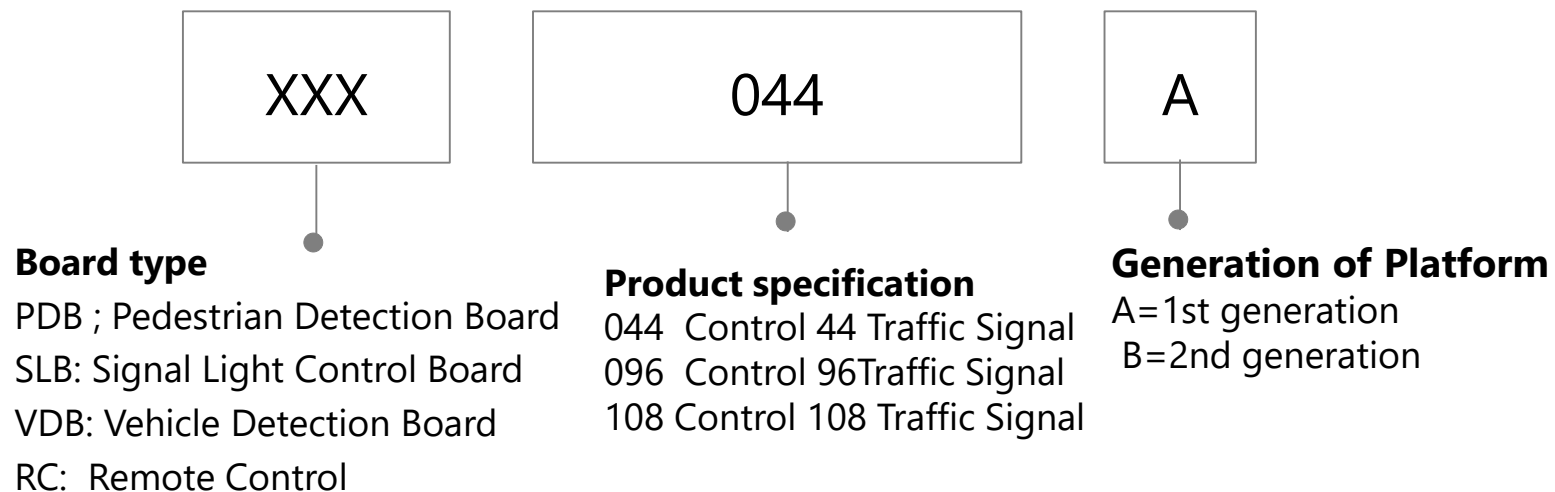 XXX
044
A
Board type
PDB ; Pedestrian Detection Board
SLB: Signal Light Control Board
VDB: Vehicle Detection Board
RC:  Remote Control
Product specification
044  Control 44 Traffic Signal
096  Control 96Traffic Signal
108 Control 108 Traffic Signal
Generation of Platform
A=1st generation
B=2nd generation